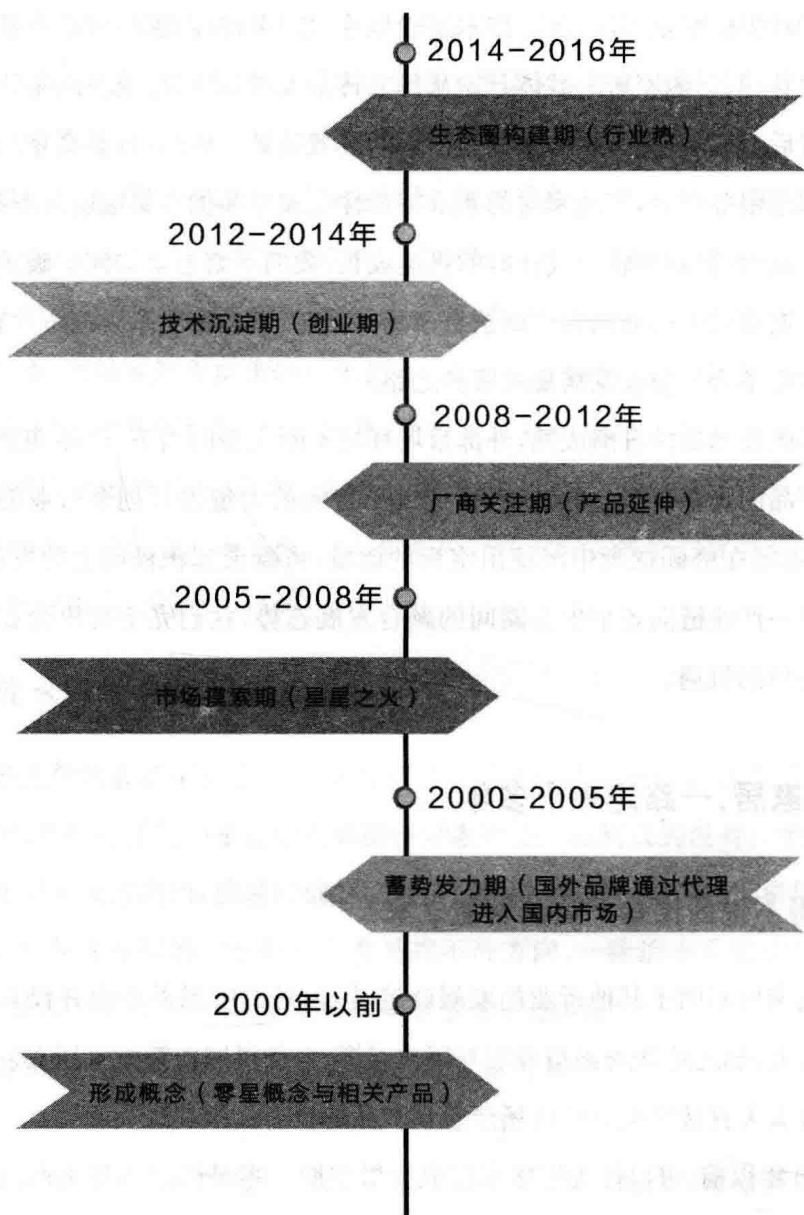 2014-2016年
生态圈构建期（行业热）
2012-2014年
技术沉淀期（创业期）
2008-2012年
厂商关注期（产品延伸）
2005-2008年
市场摸索期（星星之火）
2000-2005年
蓄势发力期（国外品牌通过代理
进入国内市场）
2000年以前
形成概念（零星概念与相关产品）